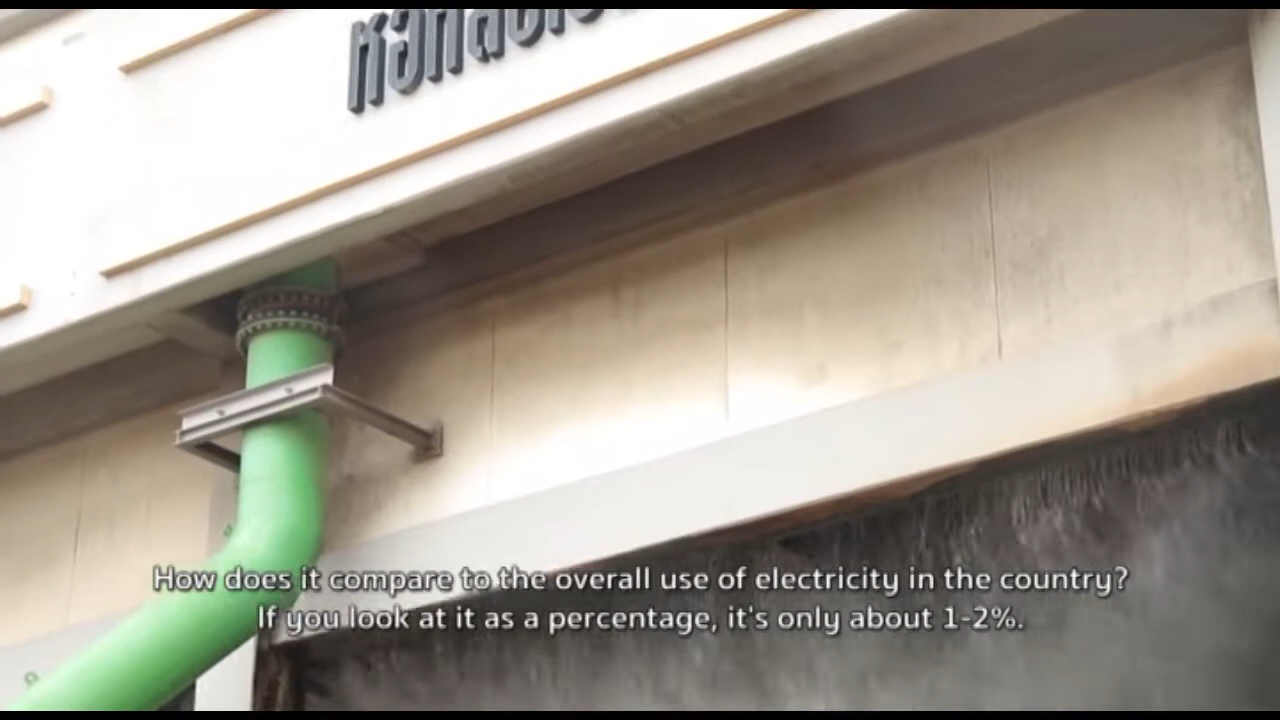 How does it compare to the overall use of electricity in the country?
If you look at it as a percentage, it's only about 1-2%.